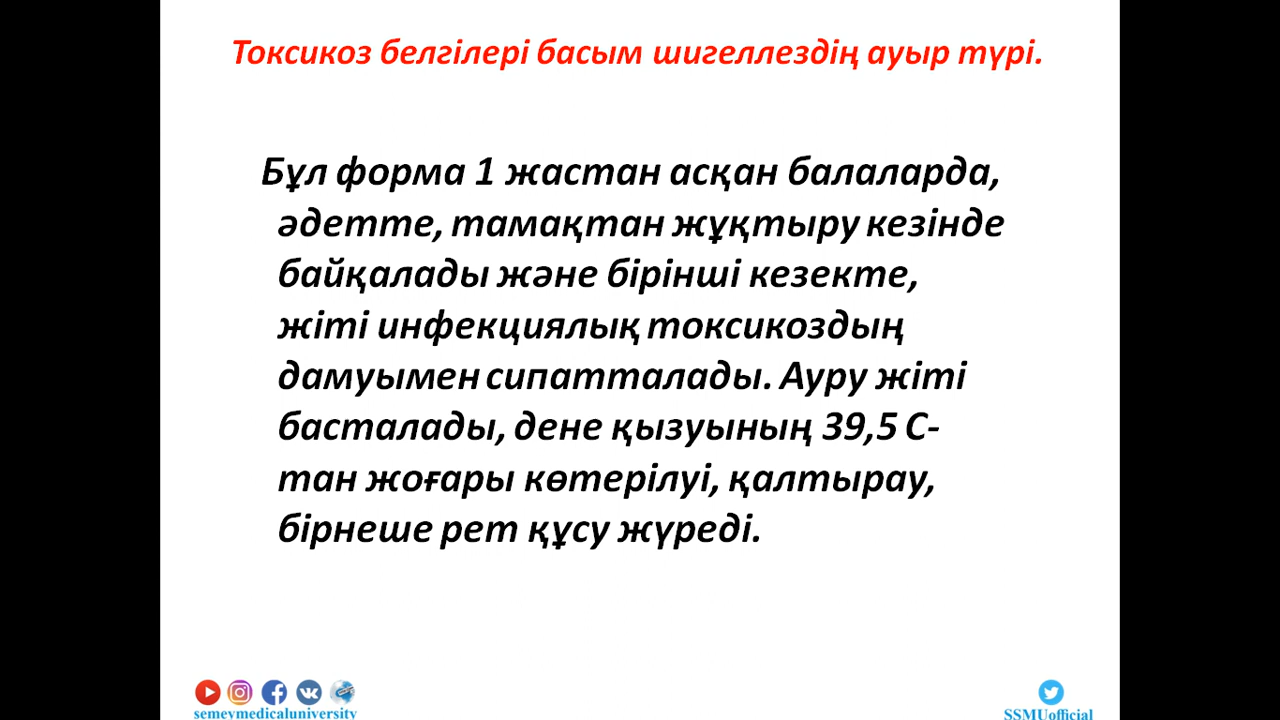 Токсикоз белгілері басым шигеллездің ауыр түрі.
Бұл форма 1 жастан асқан балаларда,
әдетте, тамақтан жұқтыру кезінде
байқалады және бірінші кезекте,
жіті инфекциялық токсикоздың
дамуымен сипатталады. Ауру жіті
басталады, дене қызуының 39,5 С-
тан жоғары көтерілуі, қалтырау,
бірнеше рет құсу жүреді.
semeymedicaluniversity
SSMUofficial